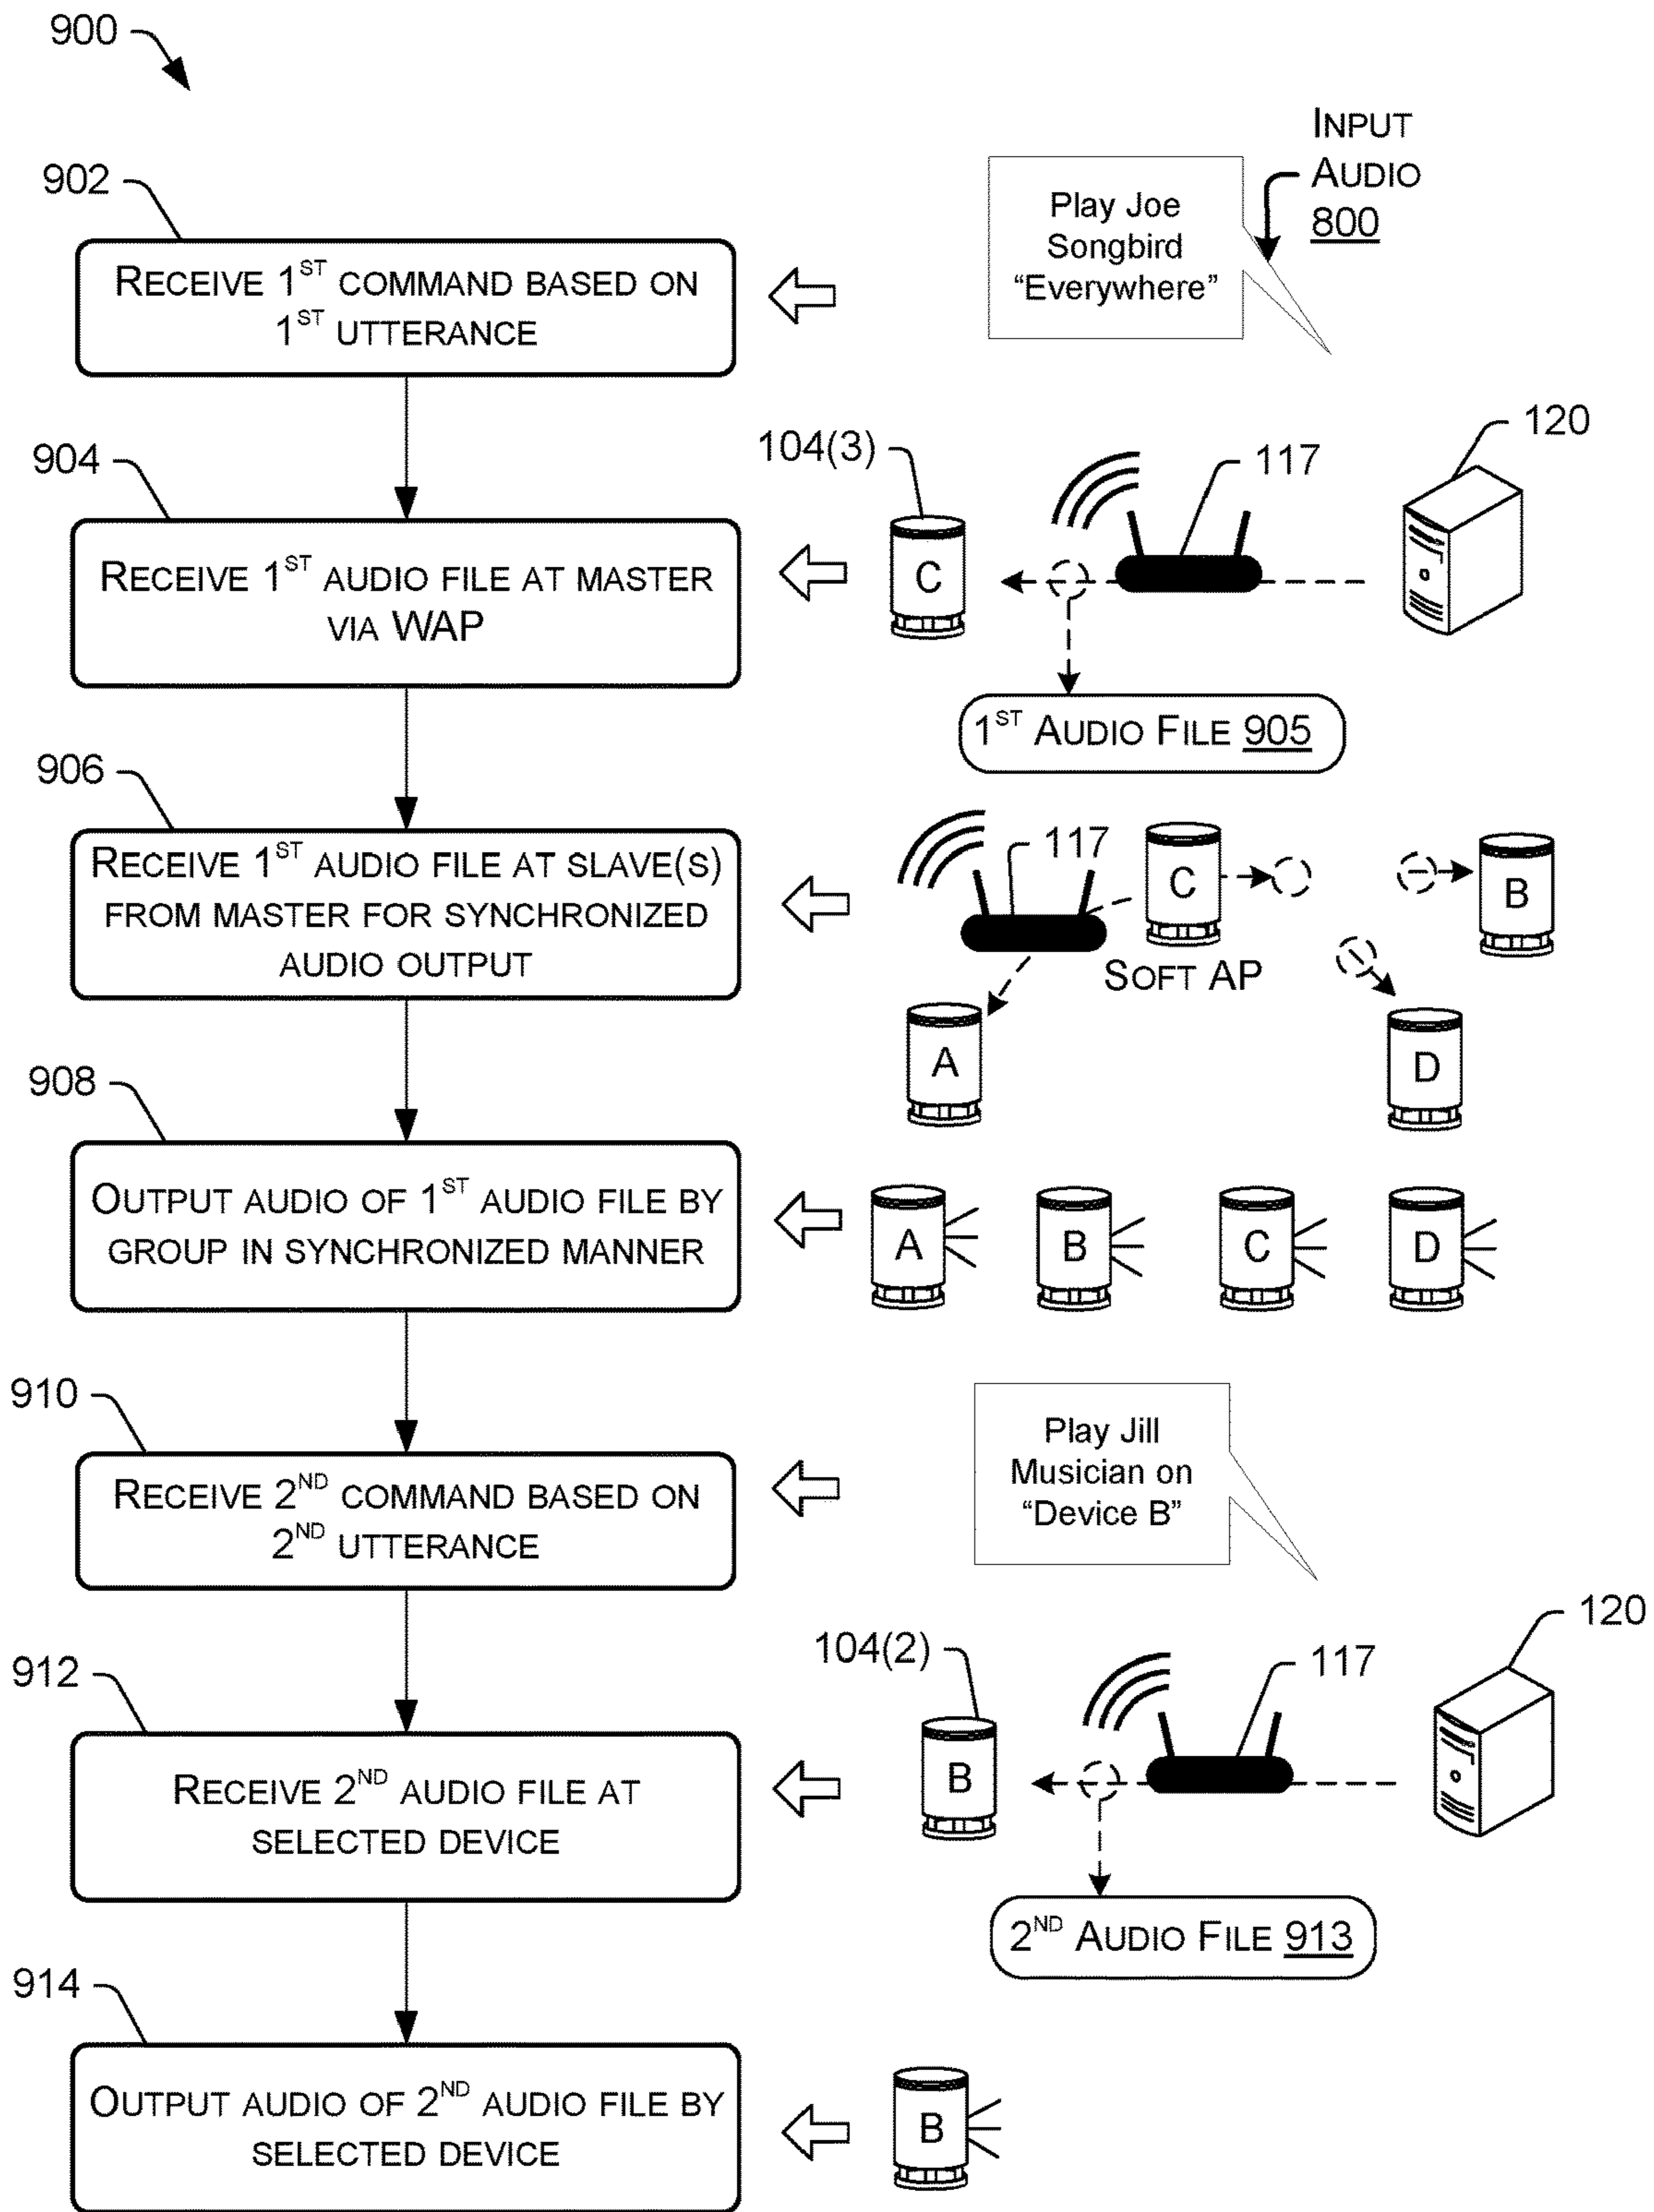 900
INPUT
AUDIO
800
902
Play Joe
Songbird
“Everywhere”
RECEIVE 1ST COMMAND BASED ON
1ST UTTERANCE
904
104(3)
117
120
RECEIVE 1ST AUDIO FILE AT MASTER
VIA WAP
C
1ST AUDIO FILE 905
906
RECEIVE 1ST AUDIO FILE AT SLAVE(S)
FROM MASTER FOR SYNCHRONIZED
AUDIO OUTPUT
117
C
B
SOFT AP
A
D
908
OUTPUT AUDIO OF 1ST AUDIO FILE BY
GROUP IN SYNCHRONIZED MANNER
A
B
C
D
910
RECEIVE 2ND COMMAND BASED ON
2ND UTTERANCE
Play Jill
Musician on
“Device B”
912
104(2)
117
120
RECEIVE 2ND AUDIO FILE AT
SELECTED DEVICE
B
2ND AUDIO FILE 913
914
OUTPUT AUDIO OF 2ND AUDIO FILE BY
SELECTED DEVICE
B